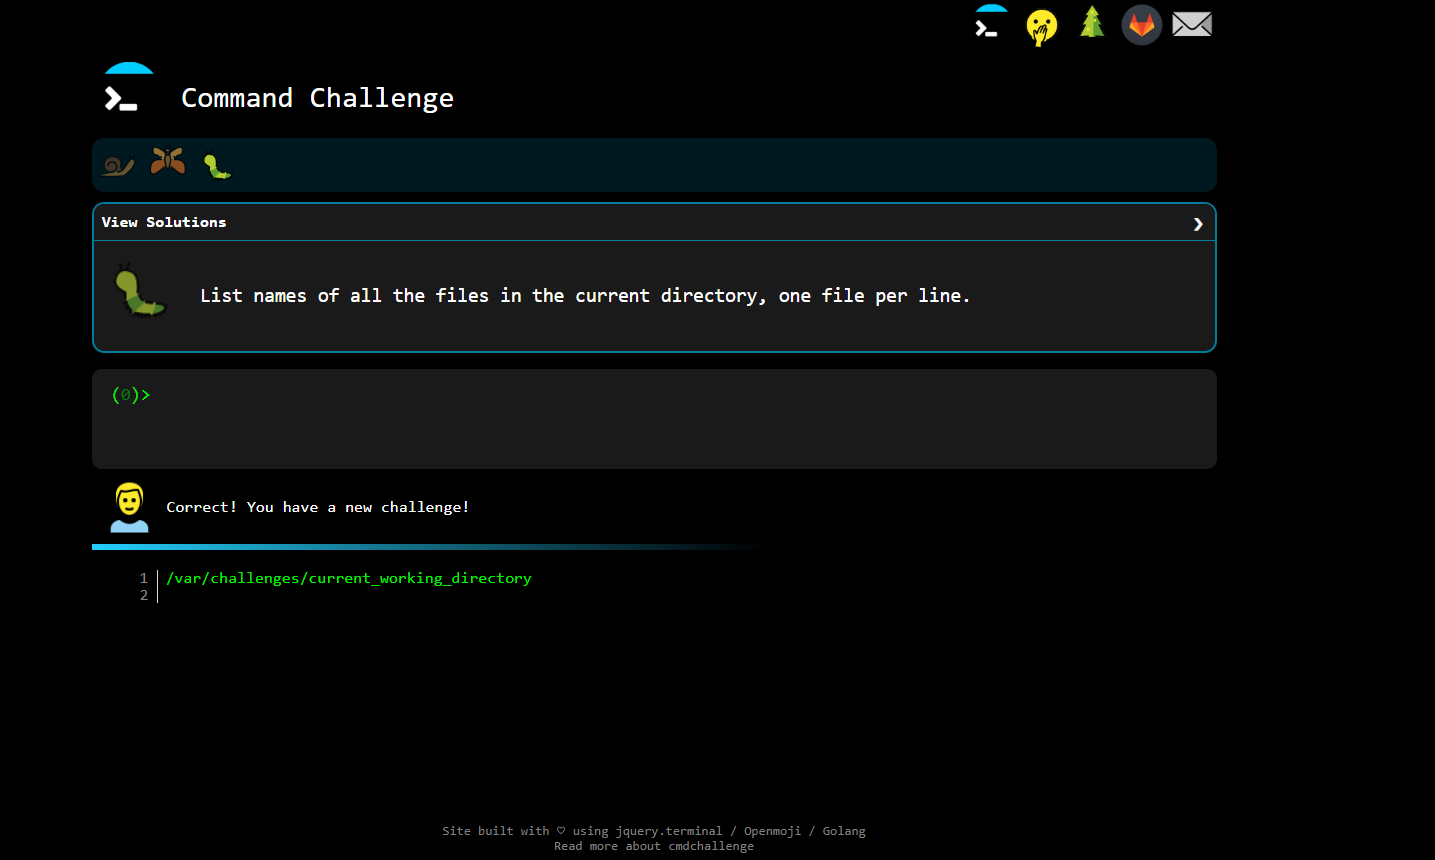 Command Challenge
View Solutions
List names of all the files in the current directory, one file per line.
(0)>
Correct! You have a new challenge!
1 /var/challenges/current_working_directory
2
Site built with ♡ using jquery.terminal / Openmoji / Golang
Read more about cmdchallenge